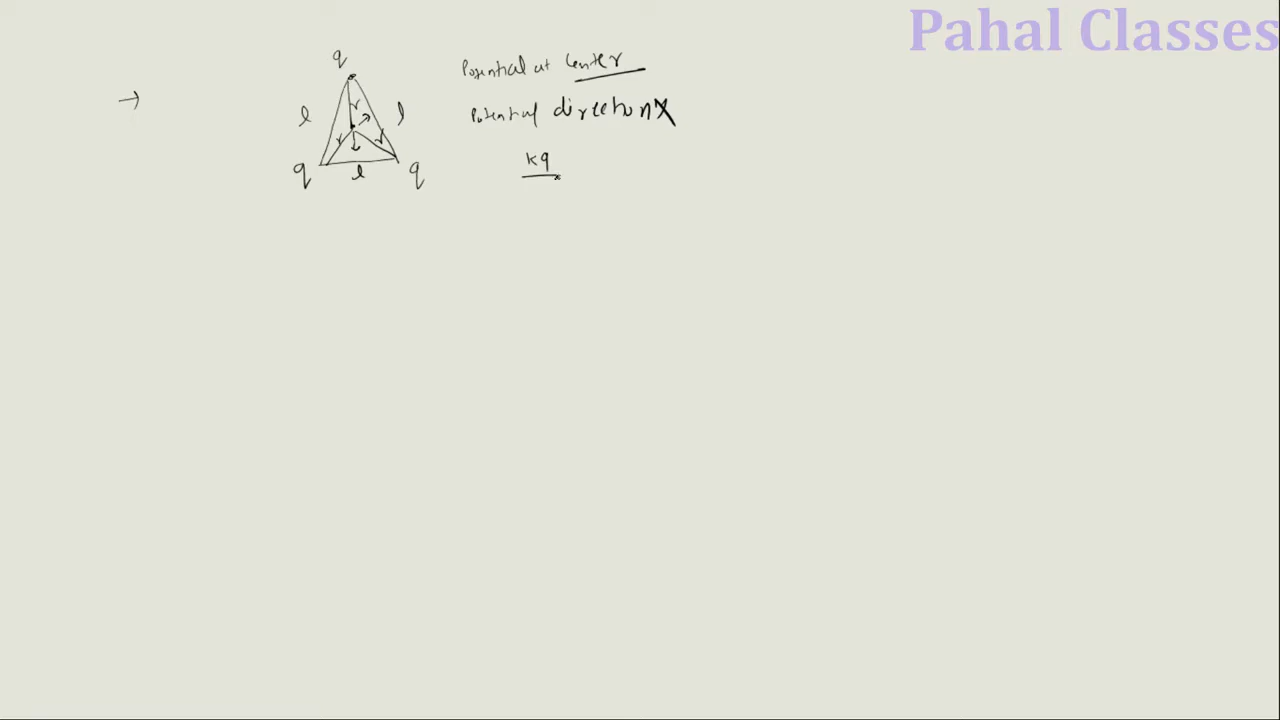 Pahal Classes
q
Potential at center
l
r
l
Potential direction X
r
r
q
l
q
kq